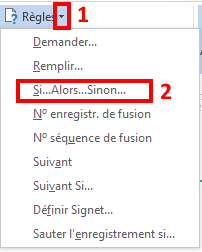 Règles 1
Demander...
Remplir...
Si...Alors...Sinon... 2
N° enregistr. de fusion
N° séquence de fusion
Suivant
Suivant Si...
Définir Signet...
Sauter l'enregistrement si...